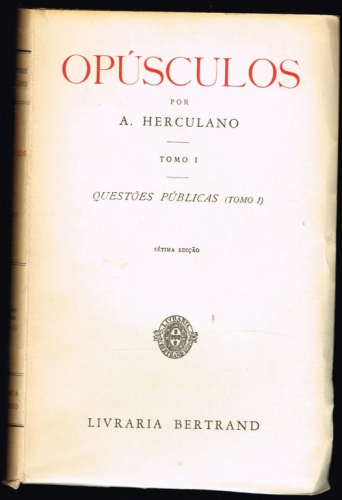 OPÚSCULOS
POR
A. HERCULANO
TOMO I
QUESTÕES PÚBLICAS (TOMO I)
SÉTIMA EDIÇÃO
LIVRARIA BERTRAND